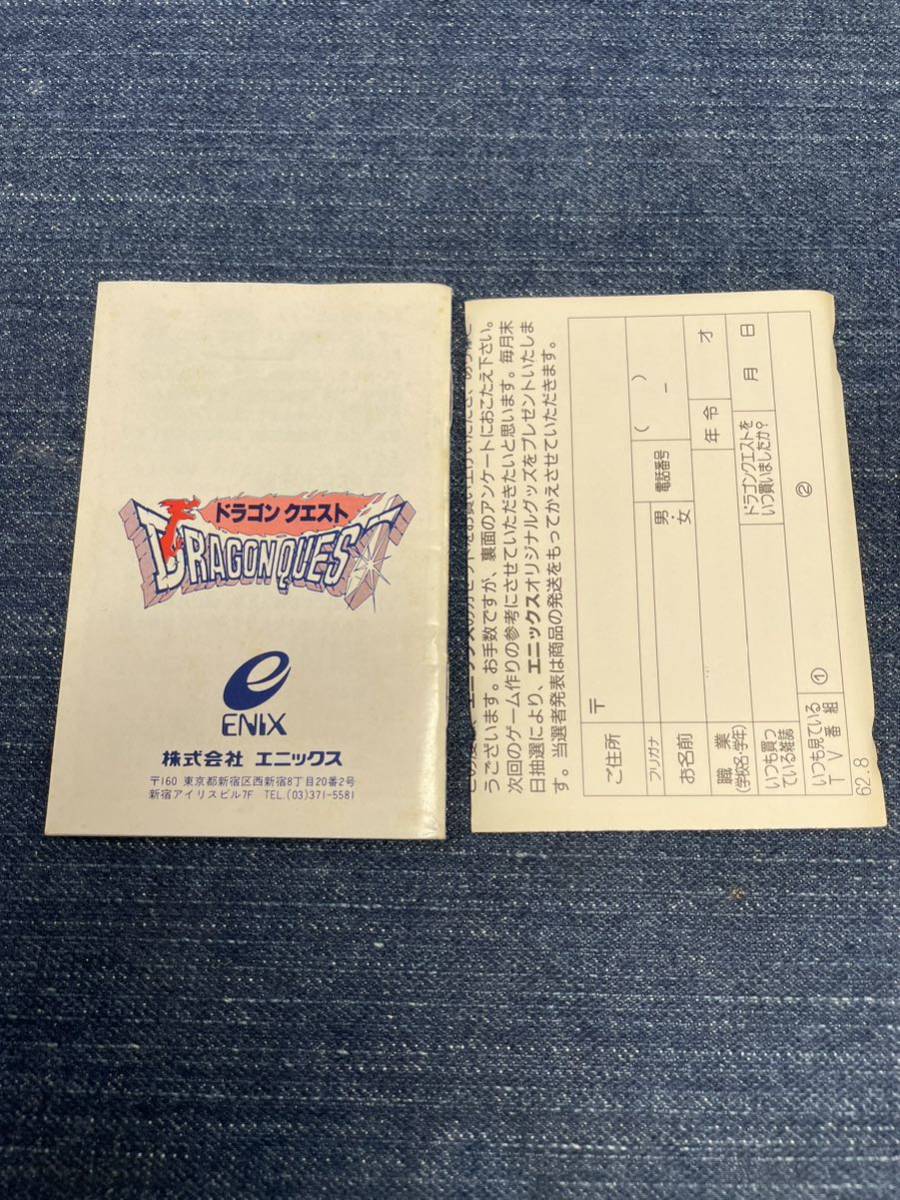 ドラゴン クエスト
DRAGON QUEST
ENIX
株式会社 エニックス
〒160 東京都新宿区西新宿8丁目20番2号
新宿アイリスビル7F TEL.(03)371-5581
うございます。お手数ですが、裏面のアンケートにおこたえ下さい。
次回のゲーム作りの参考にさせていただきたいと思います。毎月末
日抽選により、エニックスオリジナルグッズをプレゼントいたしま
す。当選者発表は商品の発送をもってかえさせていただきます。
ご住所 〒
フリガナ 電話番号 ( ) −
お名前 男・女
職業 (学校名・学年) 年令 才
いつも買っている雑誌 ドラゴンクエストをいつ買いましたか? 月 日
いつも見ているTV番組 ① ②
62.8